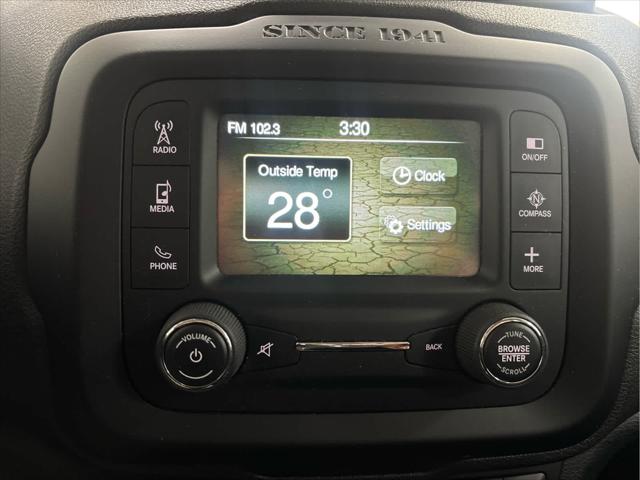 SINCE 1941
FM 102.3 3:30
RADIO
MEDIA
PHONE
Outside Temp
28°
Clock
Settings
ON/OFF
N
COMPASS
MORE
VOLUME
BACK
TUNE
BROWSE
ENTER
SCROLL